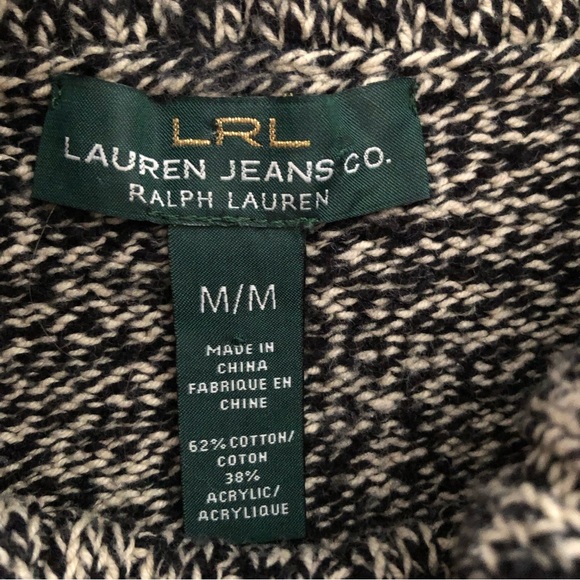 LRL
LAUREN JEANS CO.
RALPH LAUREN
M/M
MADE IN
CHINA
FABRIQUE EN
CHINE
62% COTTON/
COTON
38%
ACRYLIC/
ACRYLIQUE